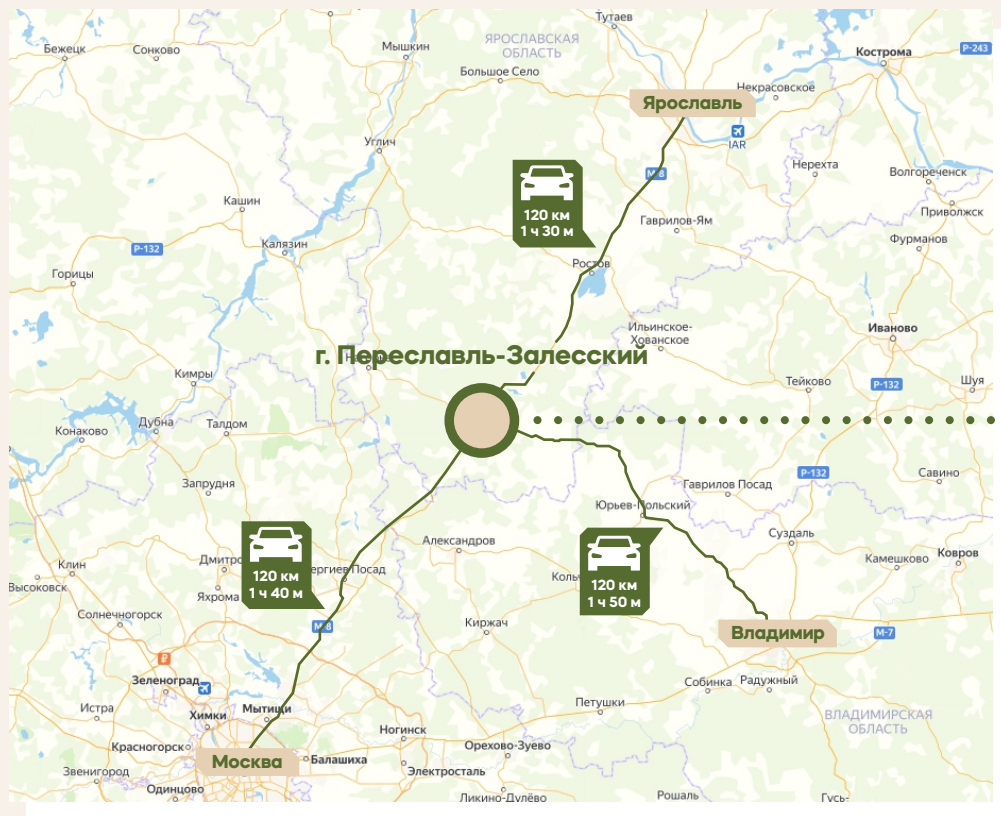 Тутаев
Бежецк
Сонково
Мышкин
ЯРОСЛАВСКАЯ
ОБЛАСТЬ
Кострома
Р-243
Большое Село
Некрасовское
Ярославль
IAR
Углич
М-8
Нерехта
Волгореченск
Кашин
120 км
1 ч 30 м
Гаврилов-Ям
Приволжск
Р-132
Калязин
Фурманов
Горицы
Ростов
Ильинское-
Хованское
Иваново
г. Переславль-Залесский
Кимры
Тейково
Р-132
Шуя
Конаково
Дубна
Талдом
Р-132
Савино
Запрудня
Гаврилов Посад
Юрьев-Польский
Суздаль
Александров
Камешково
Ковров
Клин
120 км
1 ч 40 м
120 км
1 ч 50 м
Яхрома
Солнечногорск
Киржач
М-8
Владимир
М-7
Зеленоград
Собинка
Радужный
Истра
Химки
Мытищи
Петушки
ВЛАДИМИРСКАЯ
ОБЛАСТЬ
Ногинск
Красногорск
Орехово-Зуево
Москва
Балашиха
Звенигород
Электросталь
Одинцово
Ликино-Дулёво
Рошаль
Гусь-